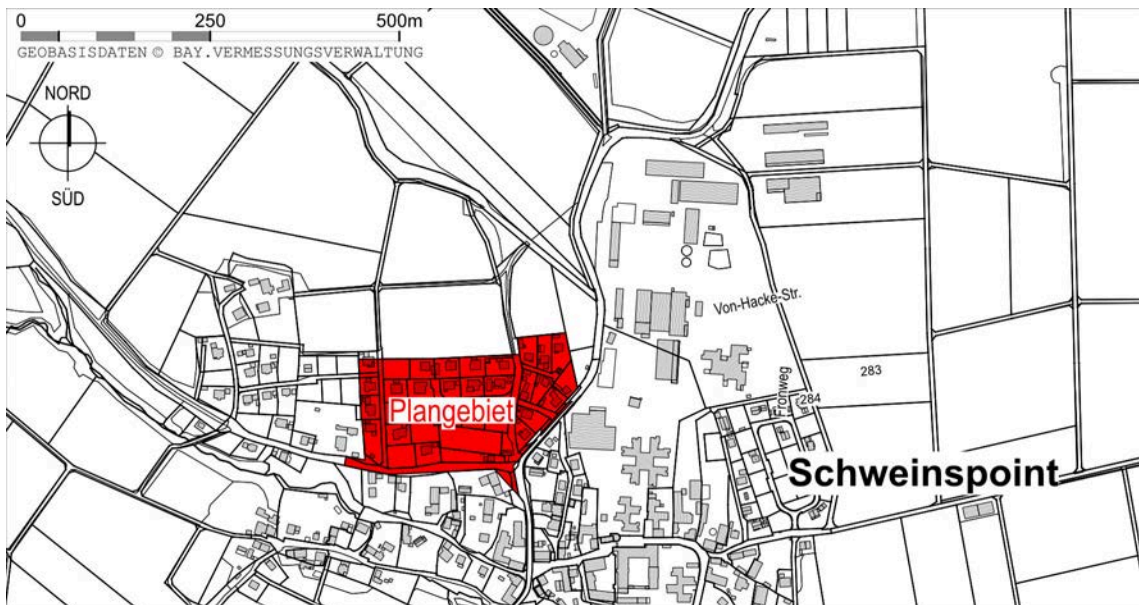 0 250 500m
GEOBASISDATEN © BAY.VERMESSUNGSVERWALTUNG
NORD
SÜD
Von-Hacke-Str.
283
Fronweg
284
Plangebiet
Schweinspoint